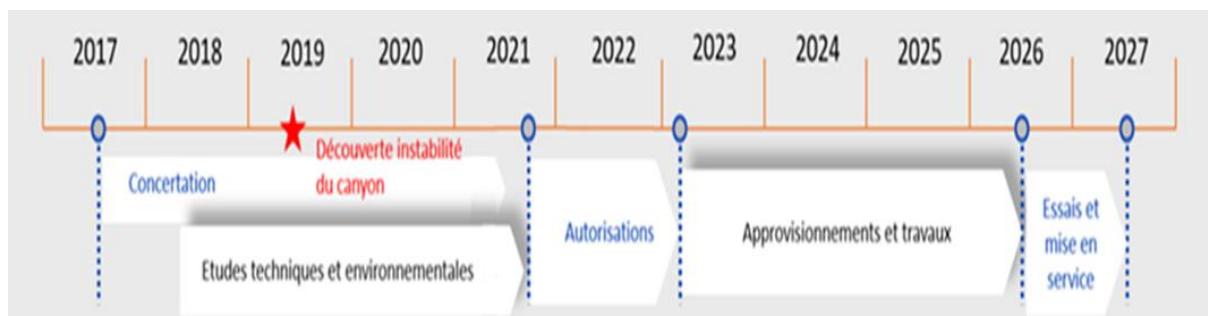 2017 2018 2019 2020 2021 2022 2023 2024 2025 2026 2027
Découverte instabilité
du canyon
Concertation
Etudes techniques et environnementales
Autorisations
Approvisionnements et travaux
Essais et
mise en
service